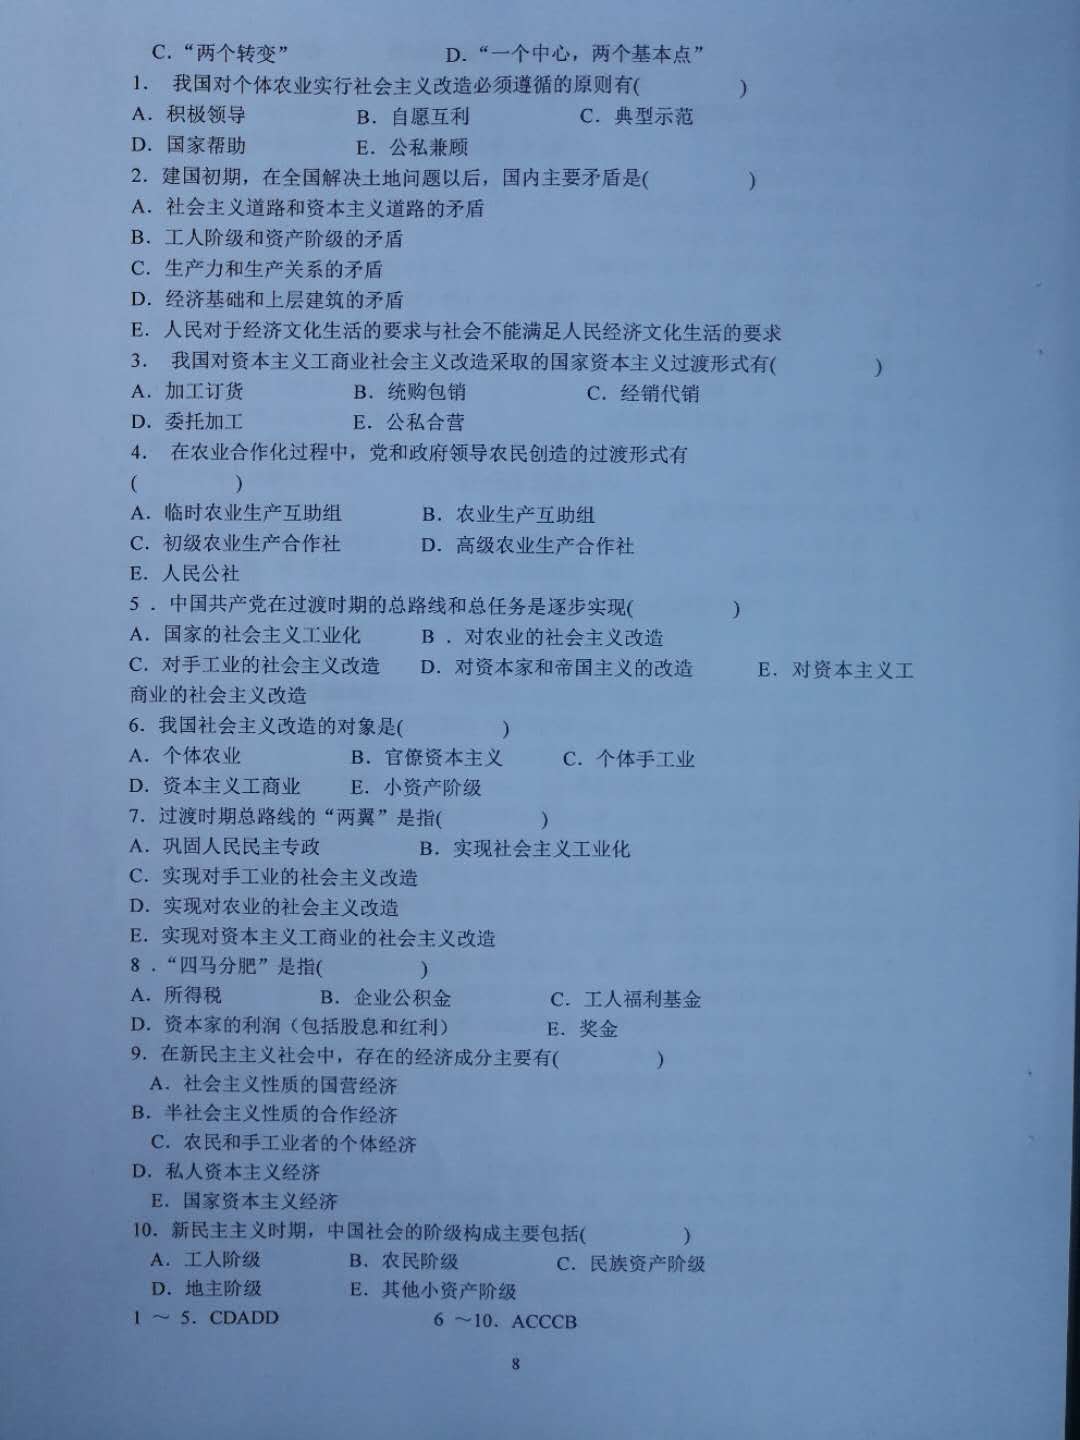 C．“两个转变”　　D．“一个中心，两个基本点”
1．　我国对个体农业实行社会主义改造必须遵循的原则有(　　)
A．积极领导　　B．自愿互利　　C．典型示范
D．国家帮助　　E．公私兼顾
2．建国初期，在全国解决土地问题以后，国内主要矛盾是(　　)
A．社会主义道路和资本主义道路的矛盾
B．工人阶级和资产阶级的矛盾
C．生产力和生产关系的矛盾
D．经济基础和上层建筑的矛盾
E．人民对于经济文化生活的要求与社会不能满足人民经济文化生活的要求
3．　我国对资本主义工商业社会主义改造采取的国家资本主义过渡形式有(　　)
A．加工订货　　B．统购包销　　C．经销代销
D．委托加工　　E．公私合营
4．　在农业合作化过程中，党和政府领导农民创造的过渡形式有
(　　)
A．临时农业生产互助组　　B．农业生产互助组
C．初级农业生产合作社　　D．高级农业生产合作社
E．人民公社
5 ．中国共产党在过渡时期的总路线和总任务是逐步实现(　　)
A．国家的社会主义工业化　　B ．对农业的社会主义改造
C．对手工业的社会主义改造　　D．对资本家和帝国主义的改造　　E．对资本主义工
商业的社会主义改造
6．我国社会主义改造的对象是(　　)
A．个体农业　　B．官僚资本主义　　C．个体手工业
D．资本主义工商业　　E．小资产阶级
7．过渡时期总路线的“两翼”是指(　　)
A．巩固人民民主专政　　B．实现社会主义工业化
C．实现对手工业的社会主义改造
D．实现对农业的社会主义改造
E．实现对资本主义工商业的社会主义改造
8 ．“四马分肥”是指(　　)
A．所得税　　B．企业公积金　　C．工人福利基金
D．资本家的利润（包括股息和红利）　　E．奖金
9．在新民主主义社会中，存在的经济成分主要有(　　)
A．社会主义性质的国营经济
B．半社会主义性质的合作经济
C．农民和手工业者的个体经济
D．私人资本主义经济
E．国家资本主义经济
10．新民主主义时期，中国社会的阶级构成主要包括(　　)
A．工人阶级　　B．农民阶级　　C．民族资产阶级
D．地主阶级　　E．其他小资产阶级
1 ～ 5．CDADD　　6 ～10．ACCCB
8